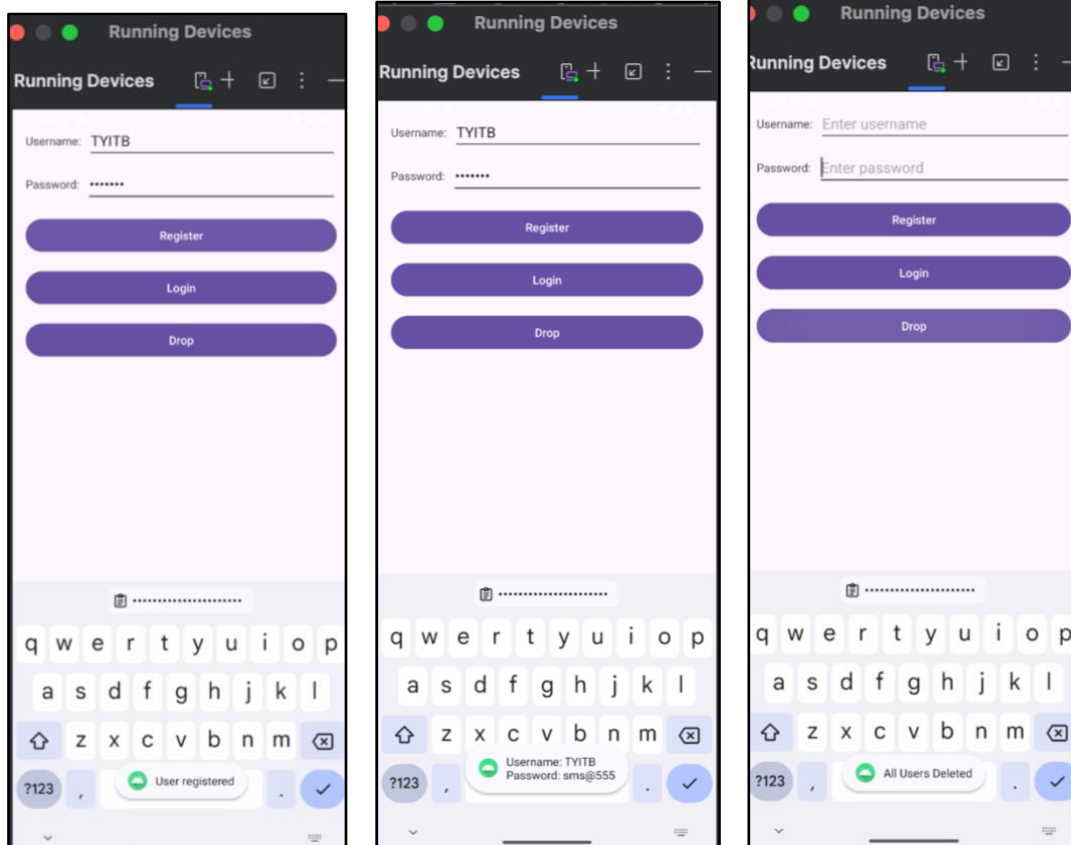 Running Devices
Running Devices
Username: TYITB
Password: •••••••
Register
Login
Drop
q w e r t y u i o p
a s d f g h j k l
z x c v b n m
?123 , .
User registered
Running Devices
Running Devices
Username: TYITB
Password: •••••••
Register
Login
Drop
q w e r t y u i o p
a s d f g h j k l
z x c v b n m
Username: TYITB
Password: sms@555
?123 , .
Running Devices
Running Devices
Username: Enter username
Password: Enter password
Register
Login
Drop
q w e r t y u i o p
a s d f g h j k l
z x c v b n m
?123 , .
All Users Deleted